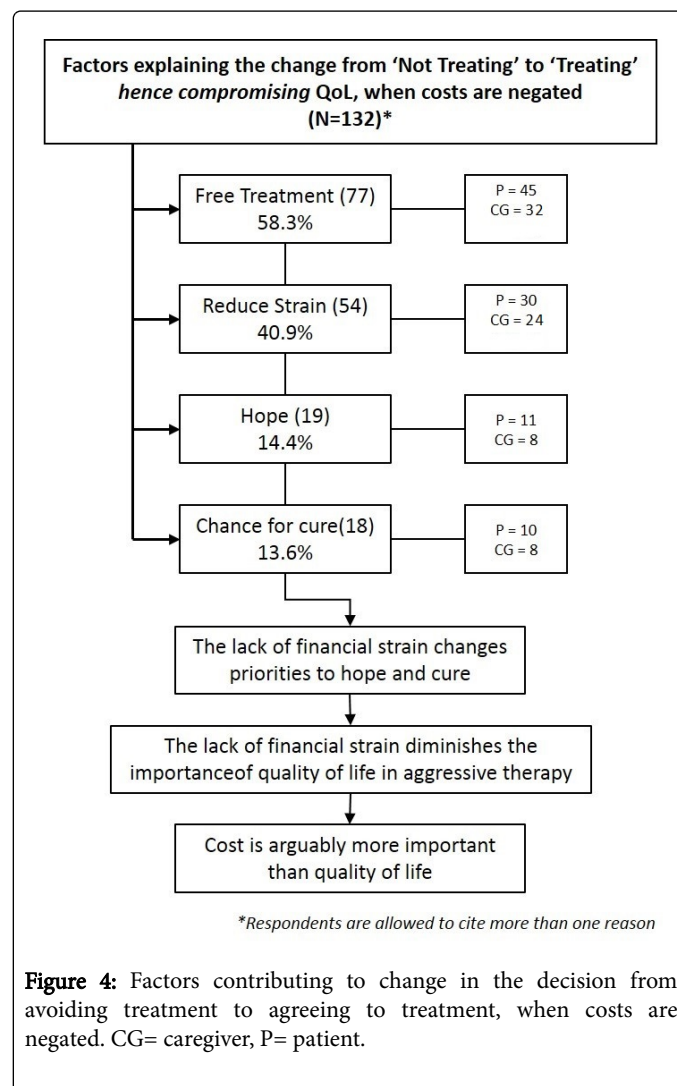 Factors explaining the change from ‘Not Treating’ to ‘Treating’
hence compromising QoL, when costs are negated
(N=132)*
Free Treatment (77)
58.3%
P = 45
CG = 32
Reduce Strain (54)
40.9%
P = 30
CG = 24
Hope (19)
14.4%
P = 11
CG = 8
Chance for cure(18)
13.6%
P = 10
CG = 8
The lack of financial strain changes
priorities to hope and cure
The lack of financial strain diminishes the
importanceof quality of life in aggressive therapy
Cost is arguably more important
than quality of life
*Respondents are allowed to cite more than one reason
Figure 4: Factors contributing to change in the decision from
avoiding treatment to agreeing to treatment, when costs are
negated. CG= caregiver, P= patient.